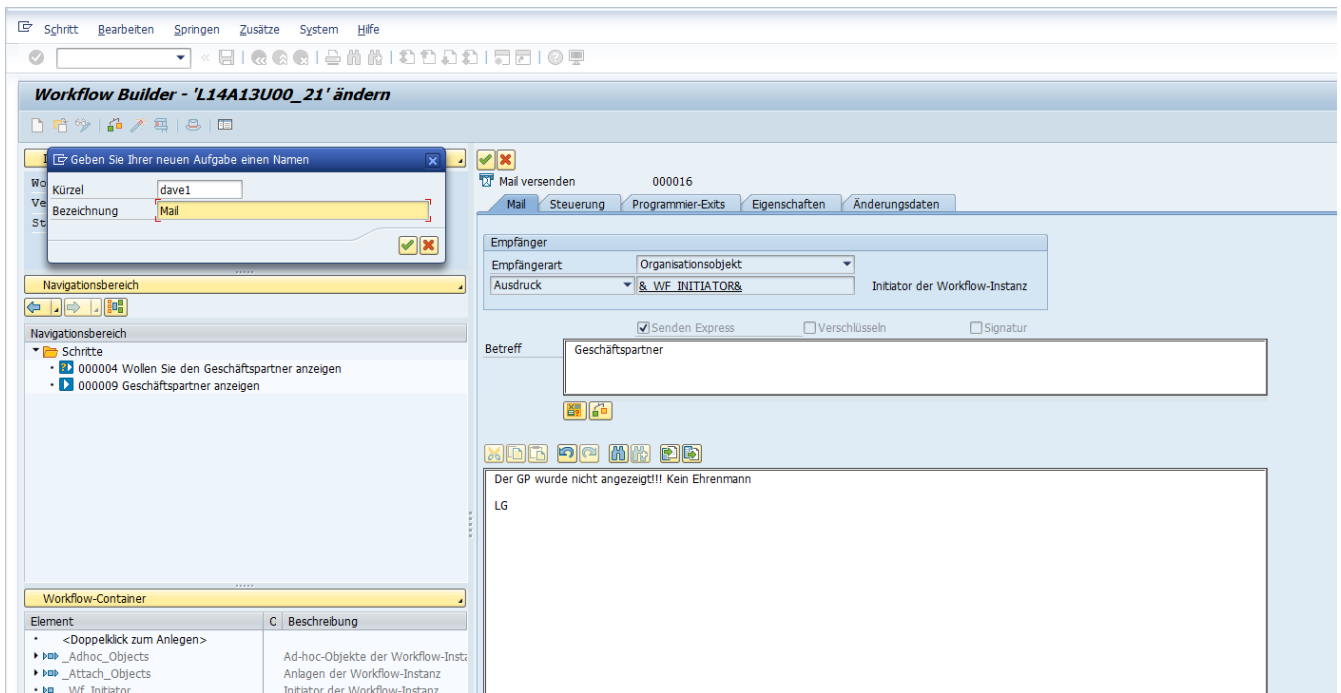 Schritt Bearbeiten Springen Zusätze System Hilfe
Workflow Builder - 'L14A13U00_21' ändern
Geben Sie Ihrer neuen Aufgabe einen Namen
Kürzel dave1
Bezeichnung Mail
Wo
Ve
St
Navigationsbereich
Navigationsbereich
Schritte
000004 Wollen Sie den Geschäftspartner anzeigen
000009 Geschäftspartner anzeigen
Workflow-Container
Element C Beschreibung
<Doppelklick zum Anlegen>
_Adhoc_Objects Ad-hoc-Objekte der Workflow-Insta
_Attach_Objects Anlagen der Workflow-Instanz
_Wf_Initiator Initiator der Workflow-Instanz
Mail versenden 000016
Mail Steuerung Programmier-Exits Eigenschaften Änderungsdaten
Empfänger
Empfängerart Organisationsobjekt
Ausdruck &_WF_INITIATOR& Initiator der Workflow-Instanz
Senden Express Verschlüsseln Signatur
Betreff Geschäftspartner
Der GP wurde nicht angezeigt!!! Kein Ehrenmann
LG